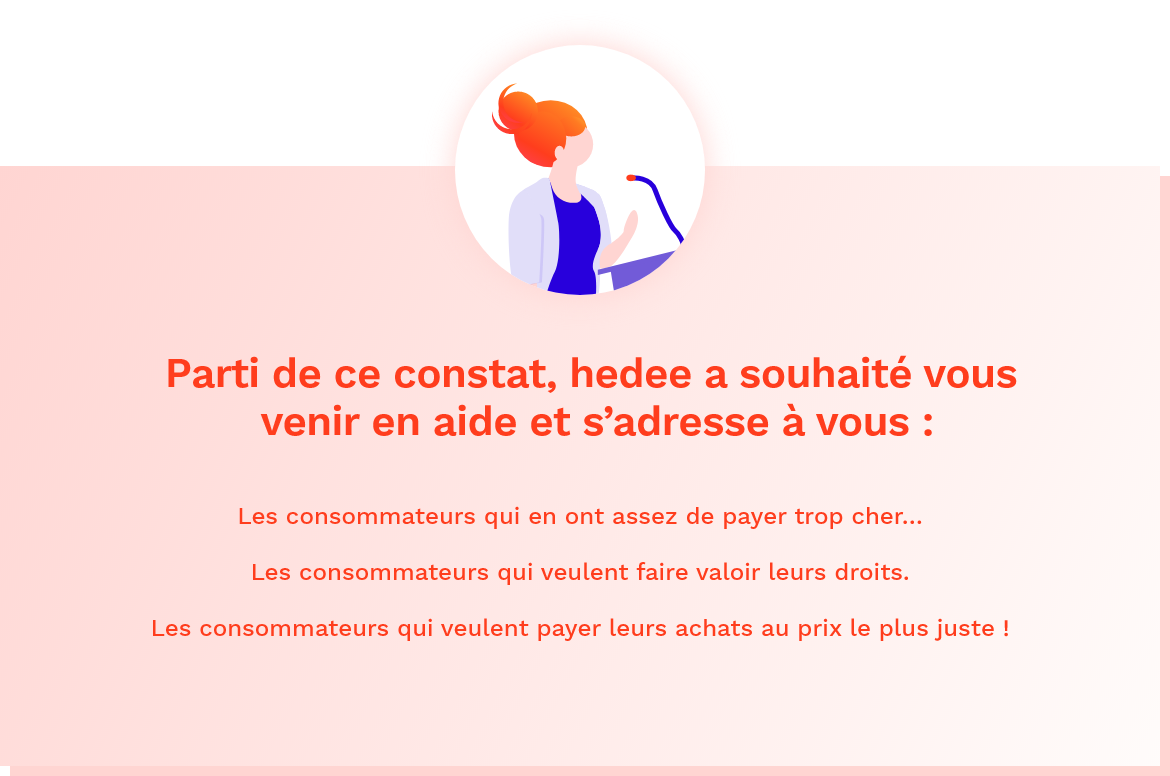 Parti de ce constat, hedee a souhaité vous
venir en aide et s’adresse à vous :
Les consommateurs qui en ont assez de payer trop cher...
Les consommateurs qui veulent faire valoir leurs droits.
Les consommateurs qui veulent payer leurs achats au prix le plus juste !